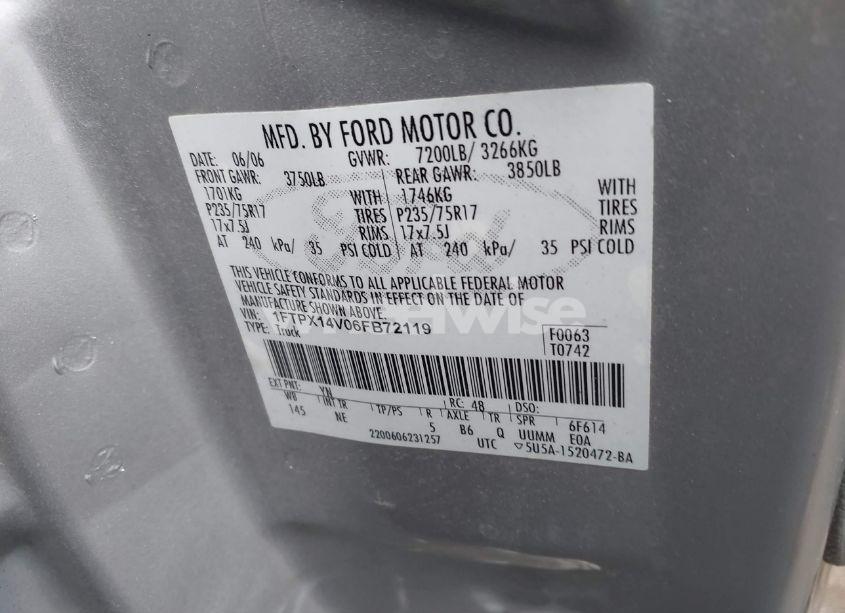 MFD. BY FORD MOTOR CO.
DATE: 06/06 GVWR: 7200LB/ 3266KG
FRONT GAWR: 3750LB REAR GAWR: 3850LB
1701KG WITH 1746KG WITH
P235/75R17 TIRES P235/75R17 TIRES
17x7.5J RIMS 17x7.5J RIMS
AT 240 kPa/ 35 PSI COLD AT 240 kPa/ 35 PSI COLD
THIS VEHICLE CONFORMS TO ALL APPLICABLE FEDERAL MOTOR
VEHICLE SAFETY STANDARDS IN EFFECT ON THE DATE OF
MANUFACTURE SHOWN ABOVE.
VIN: 1FTPX14V06FB72119
TYPE: Truck
F0063
T0742
EXT PNT: YN RC: 48 DSO:
WB INT TR TP/PS R AXLE TR SPR 6F614
145 NE 5 B6 Q UUMM E0A
2200606231257 UTC ▽5U5A-1520472-BA